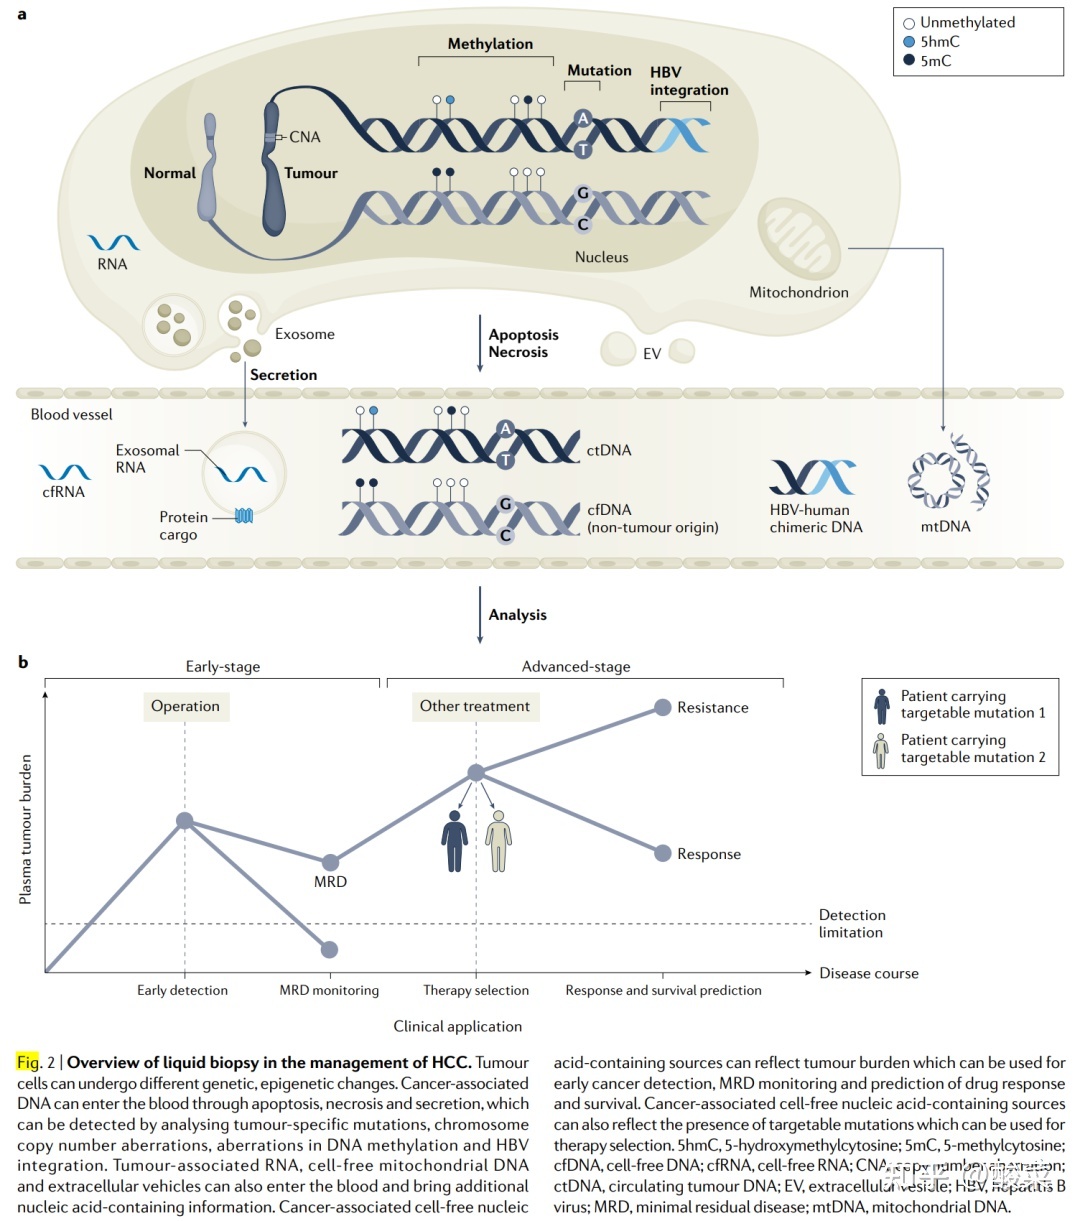 a
Unmethylated
5hmC
5mC
Methylation
Mutation
HBV
integration
A
T
CNA
Normal
Tumour
G
C
Nucleus
RNA
Mitochondrion
Exosome
Apoptosis
Necrosis
EV
Secretion
Blood vessel
Exosomal
RNA
cfRNA
Protein
cargo
A
T
ctDNA
G
C
cfDNA
(non-tumour origin)
HBV-human
chimeric DNA
mtDNA
Analysis
b
Early-stage
Advanced-stage
Operation
Other treatment
Resistance
Patient carrying
targetable mutation 1
Patient carrying
targetable mutation 2
Plasma tumour burden
MRD
Response
Detection
limitation
Disease course
Early detection
MRD monitoring
Therapy selection
Response and survival prediction
Clinical application
Fig. 2 | Overview of liquid biopsy in the management of HCC. Tumour
cells can undergo different genetic, epigenetic changes. Cancer-associated
DNA can enter the blood through apoptosis, necrosis and secretion, which
can be detected by analysing tumour-specific mutations, chromosome
copy number aberrations, aberrations in DNA methylation and HBV
integration. Tumour-associated RNA, cell-free mitochondrial DNA
and extracellular vehicles can also enter the blood and bring additional
nucleic acid-containing information. Cancer-associated cell-free nucleic
acid-containing sources can reflect tumour burden which can be used for
early cancer detection, MRD monitoring and prediction of drug response
and survival. Cancer-associated cell-free nucleic acid-containing sources
can also reflect the presence of targetable mutations which can be used for
therapy selection. 5hmC, 5-hydroxymethylcytosine; 5mC, 5-methylcytosine;
cfDNA, cell-free DNA; cfRNA, cell-free RNA; CNA, copy number aberration;
ctDNA, circulating tumour DNA; EV, extracellular vesicle; HBV, hepatitis B
virus; MRD, minimal residual disease; mtDNA, mitochondrial DNA.
知乎 @酸菜